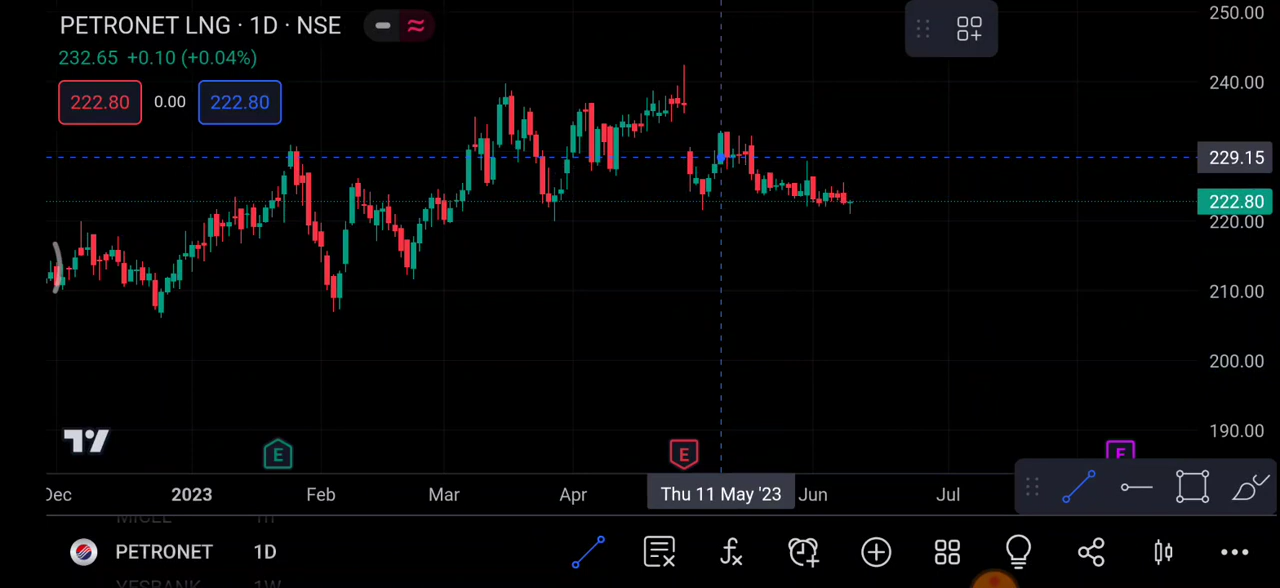 PETRONET LNG · 1D · NSE
232.65 +0.10 (+0.04%)
222.80 0.00 222.80
250.00
240.00
229.15
222.80
220.00
210.00
200.00
190.00
E E E
Dec 2023 Feb Mar Apr Thu 11 May '23 Jun Jul
PETRONET 1D
YESBANK 1W